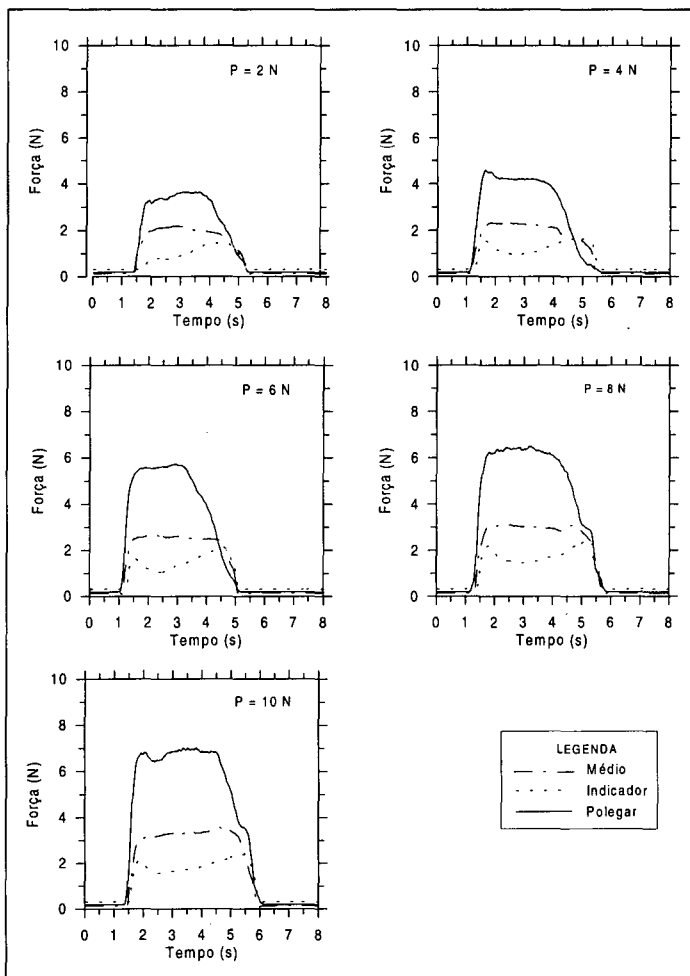 10
8
6
4
2
0
Força (N)
P = 2 N
0 1 2 3 4 5 6 7 8
Tempo (s)
10
8
6
4
2
0
Força (N)
P = 4 N
0 1 2 3 4 5 6 7 8
Tempo (s)
10
8
6
4
2
0
Força (N)
P = 6 N
0 1 2 3 4 5 6 7 8
Tempo (s)
10
8
6
4
2
0
Força (N)
P = 8 N
0 1 2 3 4 5 6 7 8
Tempo (s)
10
8
6
4
2
0
Força (N)
P = 10 N
0 1 2 3 4 5 6 7 8
Tempo (s)
LEGENDA
Médio
Indicador
Polegar